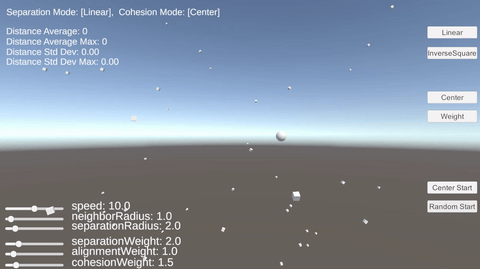 Separation Mode: [Linear],  Cohesion Mode: [Center]
Distance Average: 0
Distance Average Max: 0
Distance Std Dev: 0.00
Distance Std Dev Max: 0.00
Linear
InverseSquare
Center
Weight
Center Start
Random Start
speed: 10.0
neighborRadius: 1.0
separationRadius: 2.0
separationWeight: 2.0
alignmentWeight: 1.0
cohesionWeight: 1.5